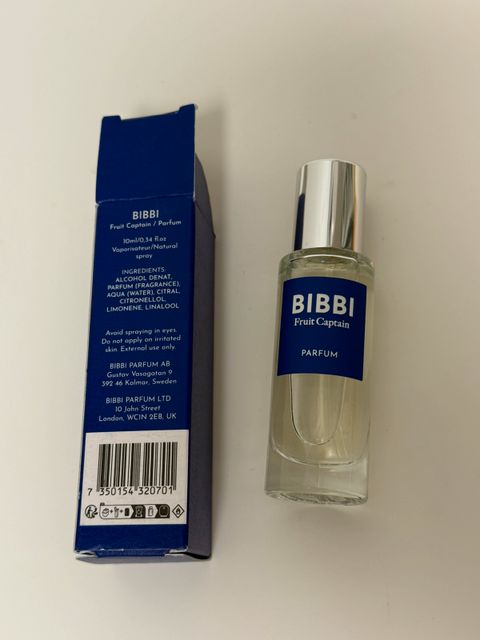 BIBBI
Fruit Captain / Parfum
10ml/0,34 fl.oz
Vaporisateur/Natural
spray
INGREDIENTS:
ALCOHOL DENAT,
PARFUM (FRAGRANCE),
AQUA (WATER), CITRAL,
CITRONELLOL,
LIMONENE, LINALOOL
Avoid spraying in eyes.
Do not apply on irritated
skin. External use only.
BIBBI PARFUM AB
Gustav Vasagatan 9
392 46 Kalmar, Sweden
BIBBI PARFUM LTD
10 John Street
London, WC1N 2EB, UK
7 350154 320701
BIBBI
Fruit Captain
PARFUM